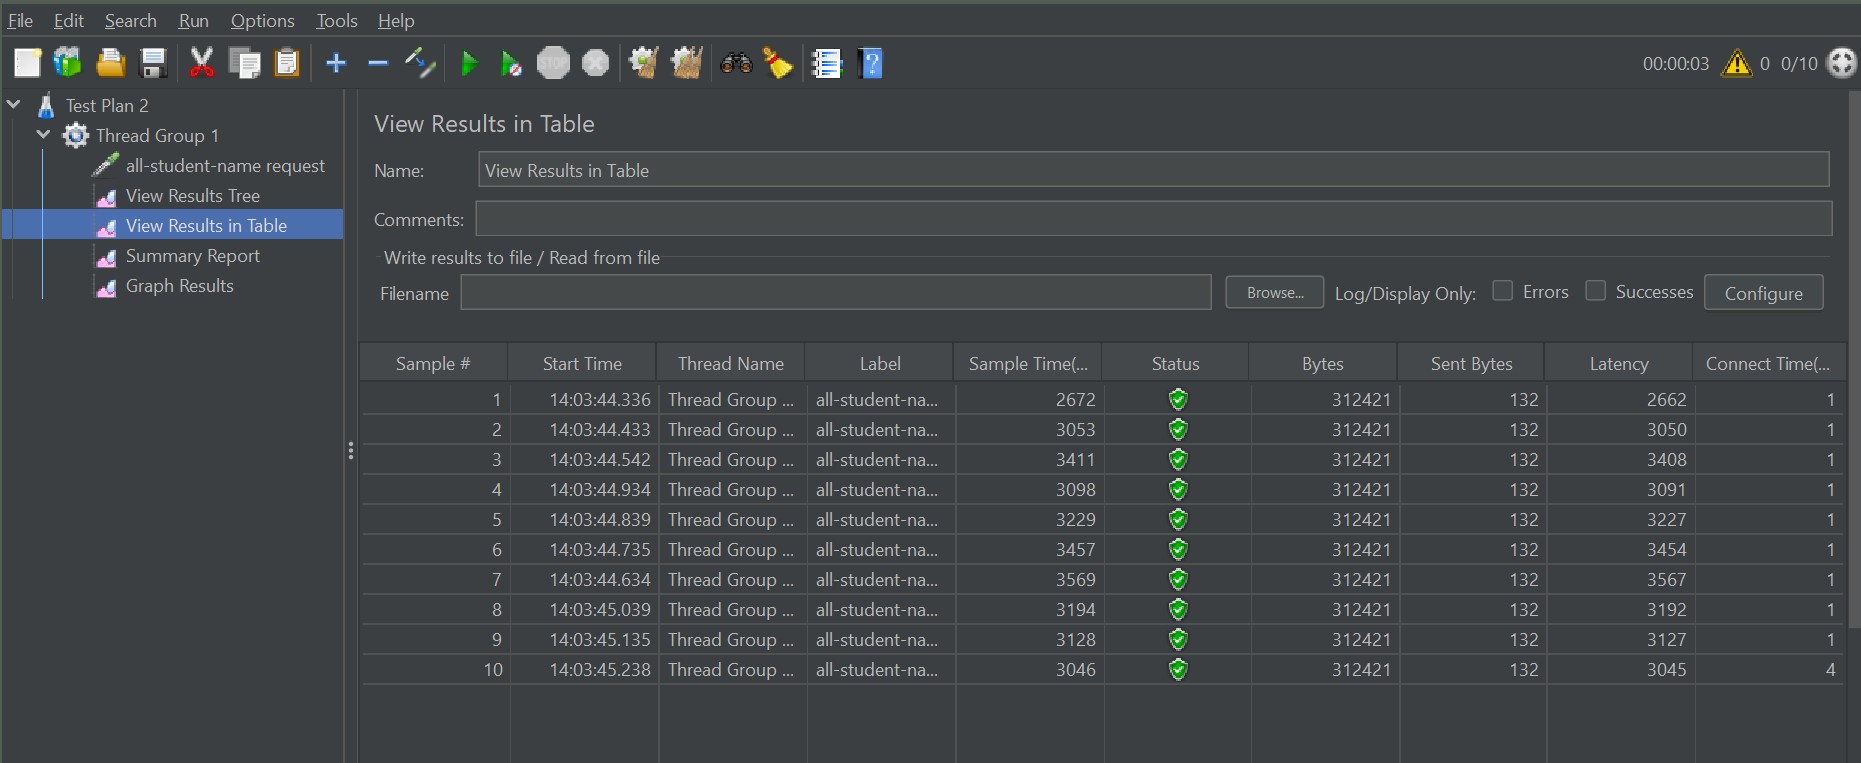 File Edit Search Run Options Tools Help
STOP 00:00:03 0 0/10
Test Plan 2
Thread Group 1
all-student-name request
View Results Tree
View Results in Table
Summary Report
Graph Results
View Results in Table
Name: View Results in Table
Comments:
Write results to file / Read from file
Filename Browse... Log/Display Only: Errors Successes Configure
Sample # Start Time Thread Name Label Sample Time(... Status Bytes Sent Bytes Latency Connect Time(...
1 14:03:44.336 Thread Group ... all-student-na... 2672 312421 132 2662 1
2 14:03:44.433 Thread Group ... all-student-na... 3053 312421 132 3050 1
3 14:03:44.542 Thread Group ... all-student-na... 3411 312421 132 3408 1
4 14:03:44.934 Thread Group ... all-student-na... 3098 312421 132 3091 1
5 14:03:44.839 Thread Group ... all-student-na... 3229 312421 132 3227 1
6 14:03:44.735 Thread Group ... all-student-na... 3457 312421 132 3454 1
7 14:03:44.634 Thread Group ... all-student-na... 3569 312421 132 3567 1
8 14:03:45.039 Thread Group ... all-student-na... 3194 312421 132 3192 1
9 14:03:45.135 Thread Group ... all-student-na... 3128 312421 132 3127 1
10 14:03:45.238 Thread Group ... all-student-na... 3046 312421 132 3045 4